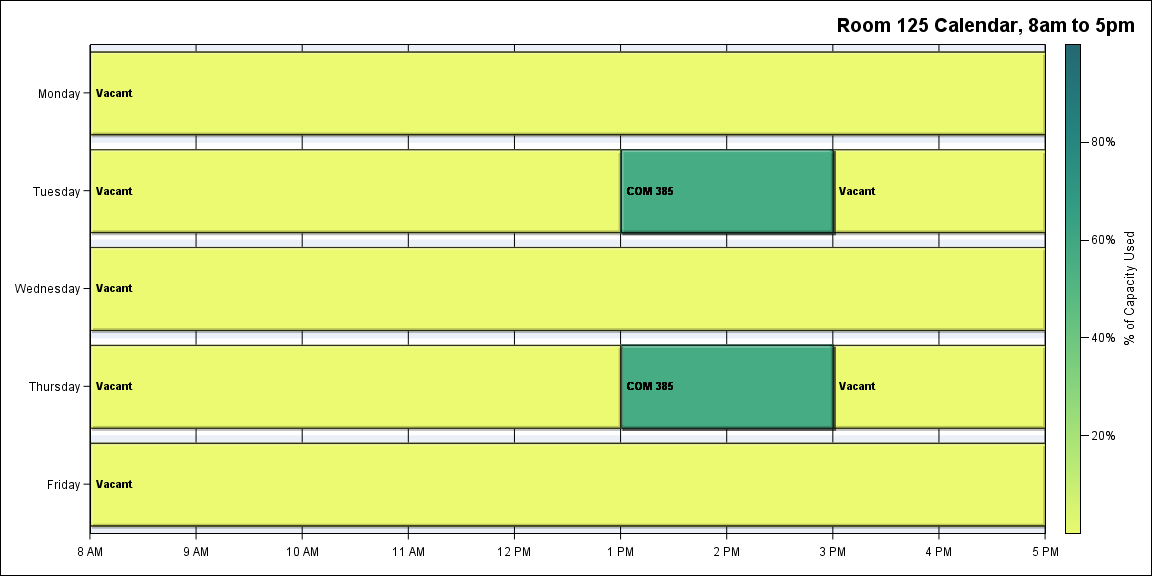 Room 125 Calendar, 8am to 5pm
Monday
Vacant
Tuesday
Vacant
COM 385
Vacant
Wednesday
Vacant
Thursday
Vacant
COM 385
Vacant
Friday
Vacant
8 AM
9 AM
10 AM
11 AM
12 PM
1 PM
2 PM
3 PM
4 PM
5 PM
80%
60%
40%
20%
% of Capacity Used